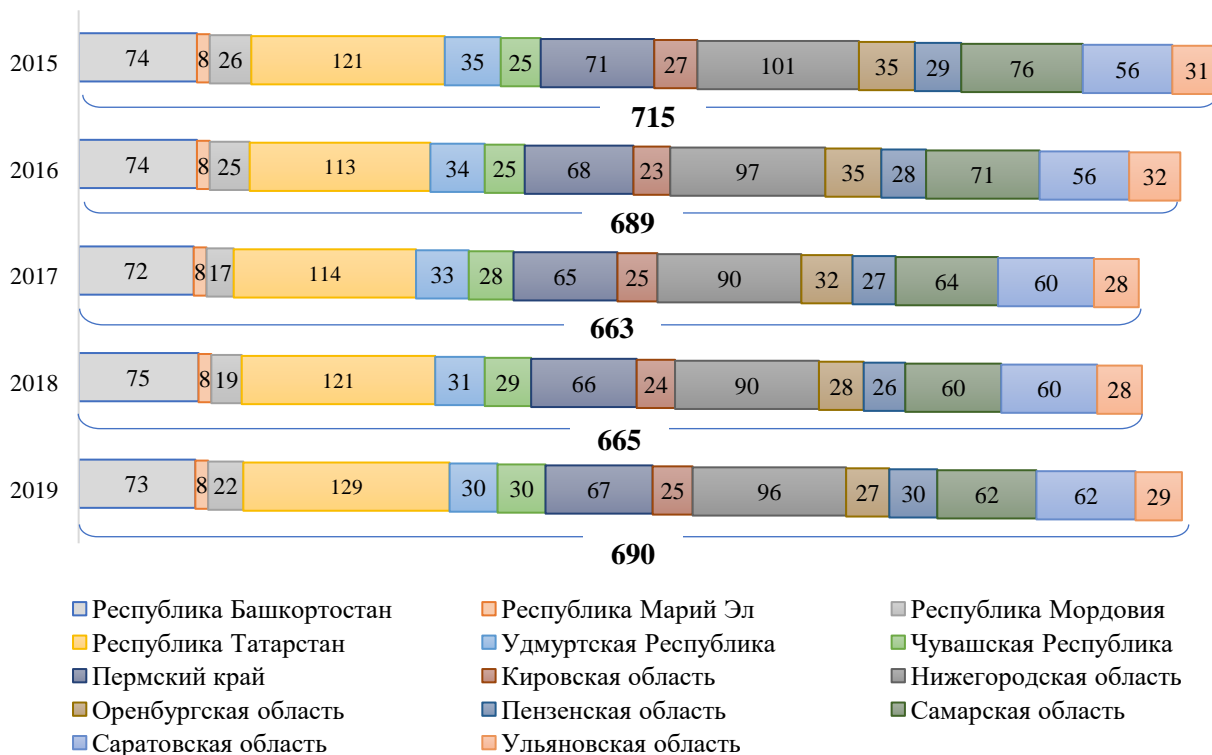 2015 74 8 26 121 35 25 71 27 101 35 29 76 56 31
715
2016 74 8 25 113 34 25 68 23 97 35 28 71 56 32
689
2017 72 8 17 114 33 28 65 25 90 32 27 64 60 28
663
2018 75 8 19 121 31 29 66 24 90 28 26 60 60 28
665
2019 73 8 22 129 30 30 67 25 96 27 30 62 62 29
690
Республика Башкортостан Республика Марий Эл Республика Мордовия
Республика Татарстан Удмуртская Республика Чувашская Республика
Пермский край Кировская область Нижегородская область
Оренбургская область Пензенская область Самарская область
Саратовская область Ульяновская область